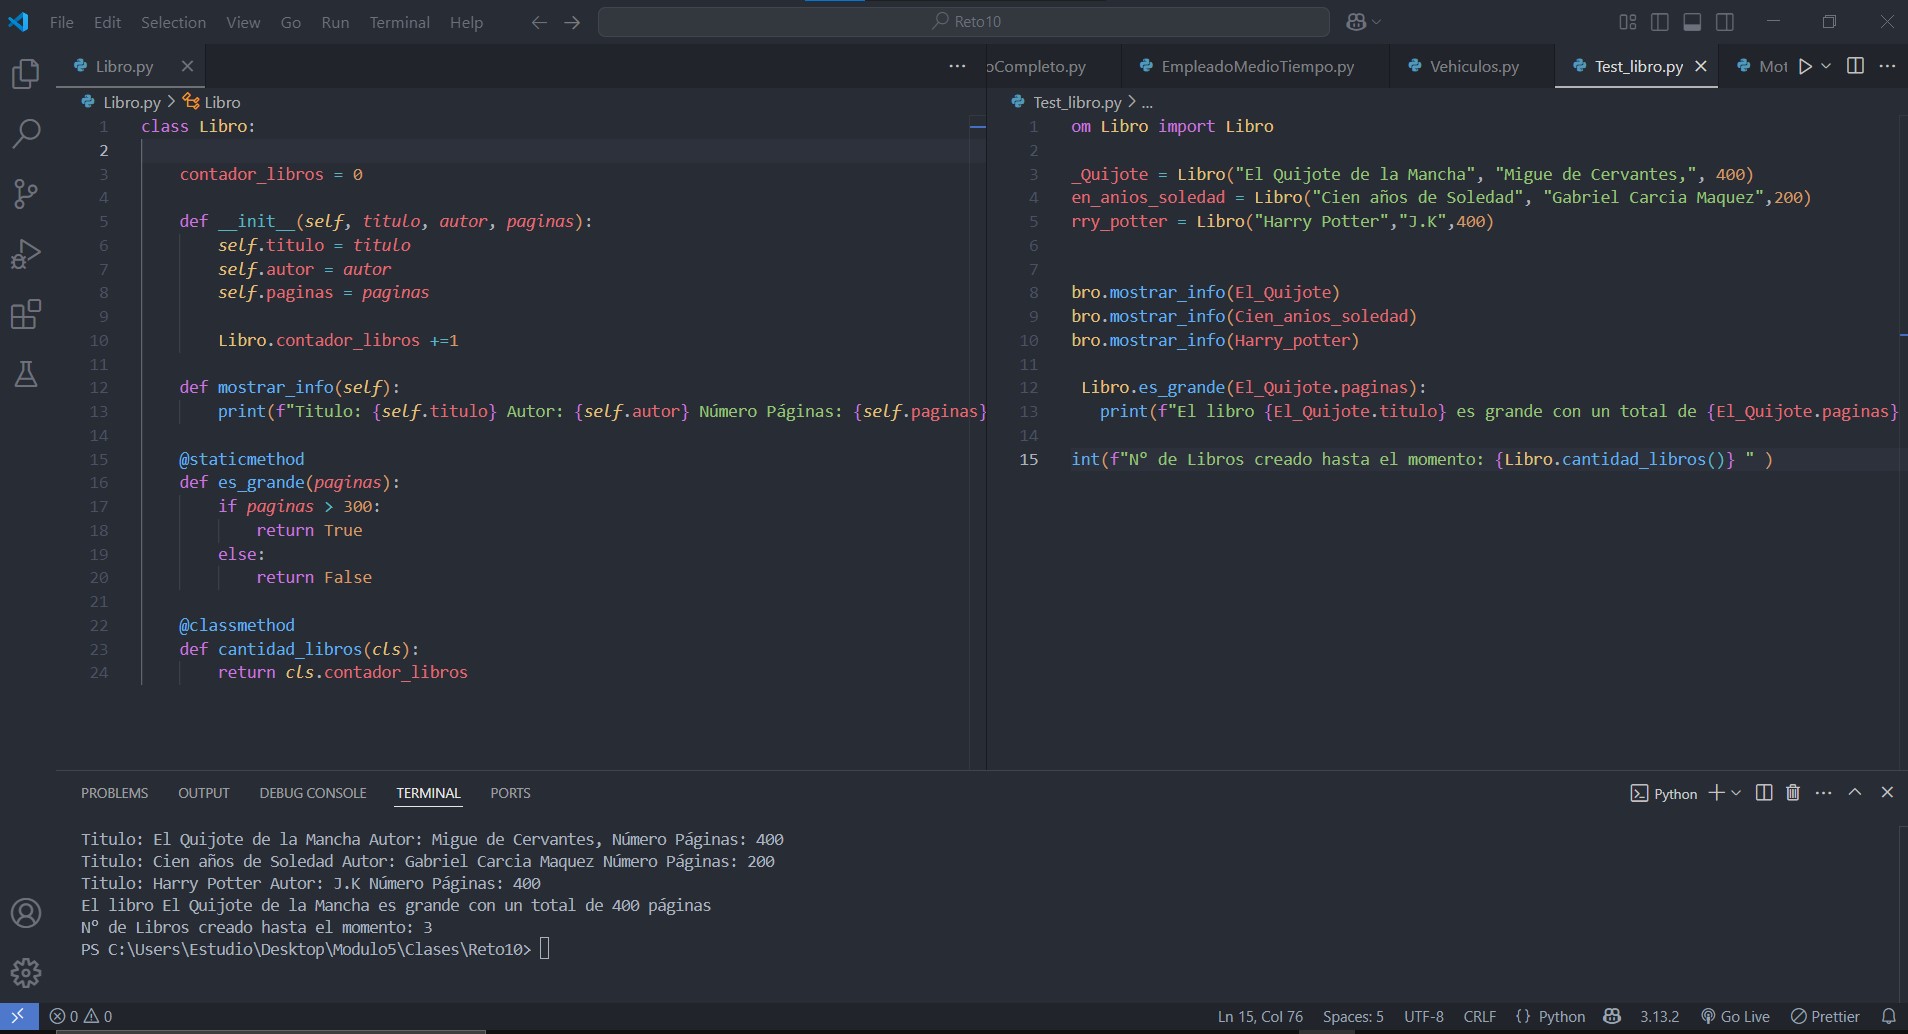 File Edit Selection View Go Run Terminal Help
Reto10
Libro.py
Libro.py > Libro
1 class Libro:
2
3 contador_libros = 0
4
5 def __init__(self, titulo, autor, paginas):
6 self.titulo = titulo
7 self.autor = autor
8 self.paginas = paginas
9
10 Libro.contador_libros +=1
11
12 def mostrar_info(self):
13 print(f"Titulo: {self.titulo} Autor: {self.autor} Número Páginas: {self.paginas}
14
15 @staticmethod
16 def es_grande(paginas):
17 if paginas > 300:
18 return True
19 else:
20 return False
21
22 @classmethod
23 def cantidad_libros(cls):
24 return cls.contador_libros
oCompleto.py EmpleadoMedioTiempo.py Vehiculos.py Test_libro.py Mot
Test_libro.py > ...
1 om Libro import Libro
2
3 _Quijote = Libro("El Quijote de la Mancha", "Migue de Cervantes,", 400)
4 en_anios_soledad = Libro("Cien años de Soledad", "Gabriel Carcia Maquez",200)
5 rry_potter = Libro("Harry Potter","J.K",400)
6
7
8 bro.mostrar_info(El_Quijote)
9 bro.mostrar_info(Cien_anios_soledad)
10 bro.mostrar_info(Harry_potter)
11
12 Libro.es_grande(El_Quijote.paginas):
13 print(f"El libro {El_Quijote.titulo} es grande con un total de {El_Quijote.paginas}
14
15 int(f"Nº de Libros creado hasta el momento: {Libro.cantidad_libros()} " )
PROBLEMS OUTPUT DEBUG CONSOLE TERMINAL PORTS
Python
Titulo: El Quijote de la Mancha Autor: Migue de Cervantes, Número Páginas: 400
Titulo: Cien años de Soledad Autor: Gabriel Carcia Maquez Número Páginas: 200
Titulo: Harry Potter Autor: J.K Número Páginas: 400
El libro El Quijote de la Mancha es grande con un total de 400 páginas
Nº de Libros creado hasta el momento: 3
PS C:\Users\Estudio\Desktop\Modulo5\Clases\Reto10>
0 0 Ln 15, Col 76 Spaces: 5 UTF-8 CRLF {} Python 3.13.2 Go Live Prettier